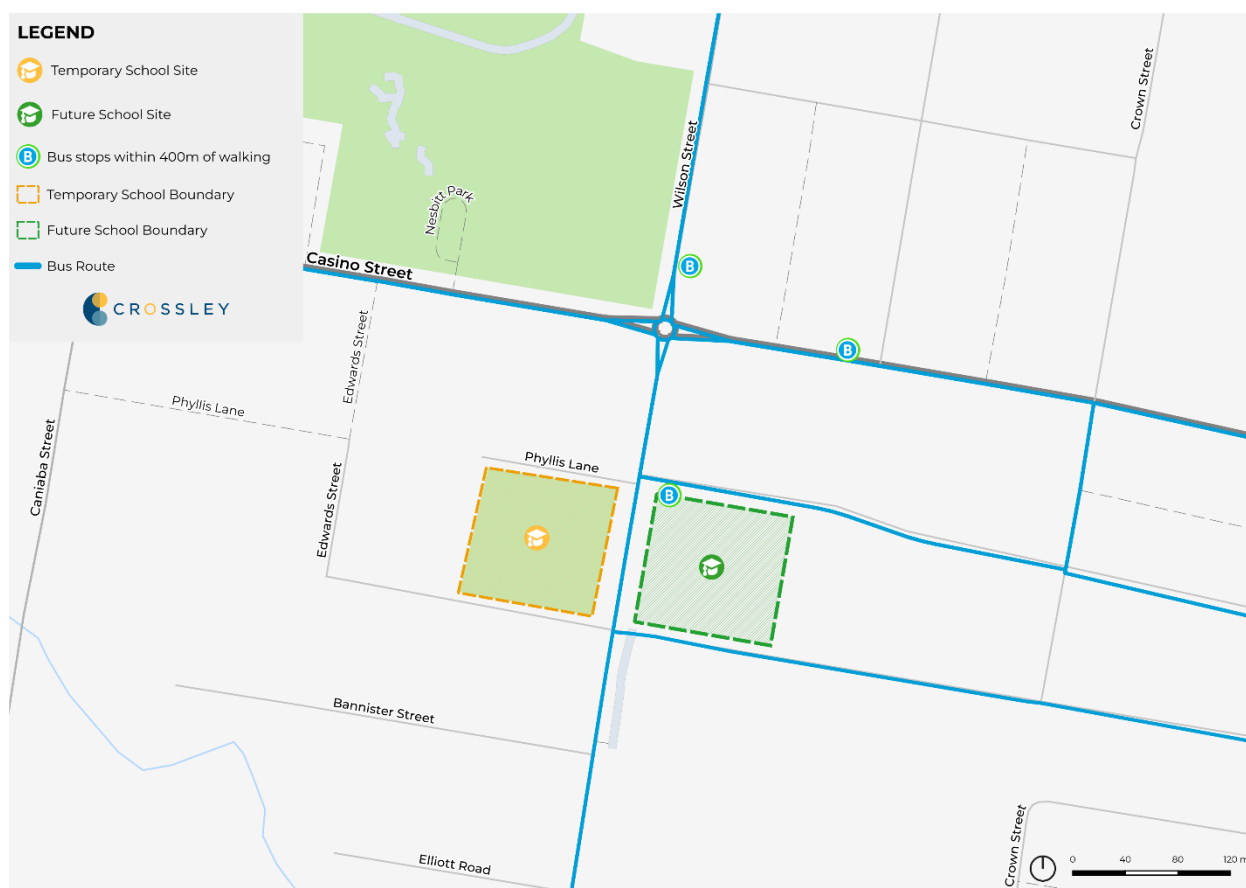 LEGEND
Temporary School Site
Future School Site
B
Bus stops within 400m of walking
Temporary School Boundary
Future School Boundary
Bus Route
CROSSLEY
Crown Street
Wilson Street
Nesbitt Park
B
Casino Street
B
Edwards Street
Phyllis Lane
Caniaba Street
Edwards Street
Phyllis Lane
B
Bannister Street
Elliott Road
Crown Street
0 40 80 120 m